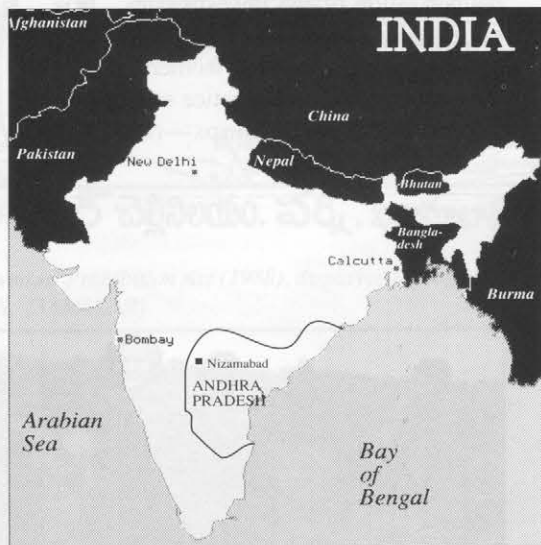 Afghanistan
INDIA
China
Pakistan
New Delhi
Nepal
Bhutan
Bangla-
desh
Calcutta
Burma
Bombay
Nizamabad
ANDHRA
PRADESH
Arabian
Sea
Bay
of
Bengal